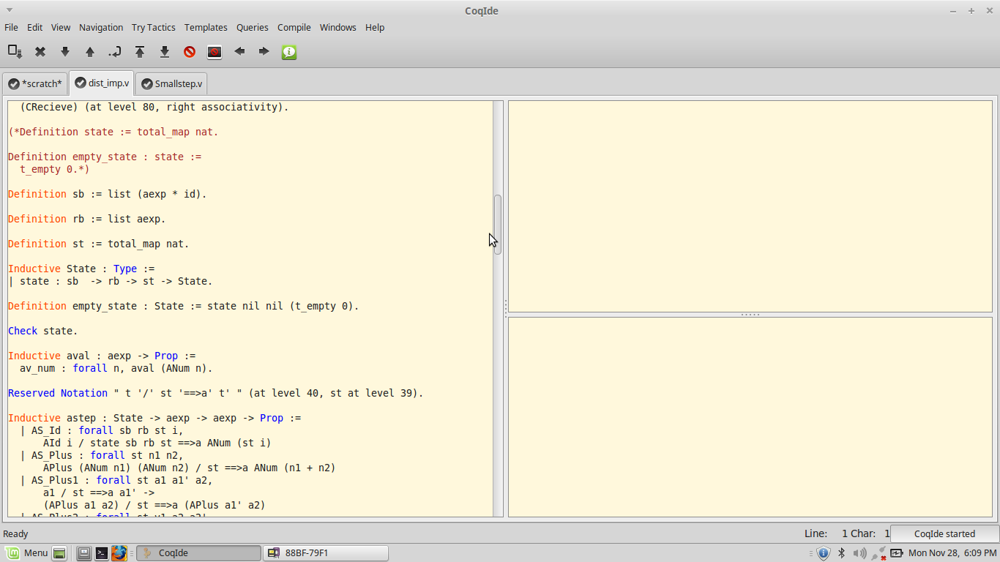 CoqIde
File Edit View Navigation Try Tactics Templates Queries Compile Windows Help
*scratch* dist_imp.v Smallstep.v
(CRecieve) (at level 80, right associativity).
(*Definition state := total_map nat.
Definition empty_state : state :=
t_empty 0.*)
Definition sb := list (aexp * id).
Definition rb := list aexp.
Definition st := total_map nat.
Inductive State : Type :=
| state : sb  -> rb -> st -> State.
Definition empty_state : State := state nil nil (t_empty 0).
Check state.
Inductive aval : aexp -> Prop :=
av_num : forall n, aval (ANum n).
Reserved Notation " t '/' st '==>a' t' " (at level 40, st at level 39).
Inductive astep : State -> aexp -> aexp -> Prop :=
| AS_Id : forall sb rb st i,
AId i / state sb rb st ==>a ANum (st i)
| AS_Plus : forall st n1 n2,
APlus (ANum n1) (ANum n2) / st ==>a ANum (n1 + n2)
| AS_Plus1 : forall st a1 a1' a2,
a1 / st ==>a a1' ->
(APlus a1 a2) / st ==>a (APlus a1' a2)
| AS_Plus2 : forall st v1 a2 a2'
Ready Line: 1 Char: 1 CoqIde started
Menu CoqIde 88BF-79F1 Mon Nov 28, 6:09 PM